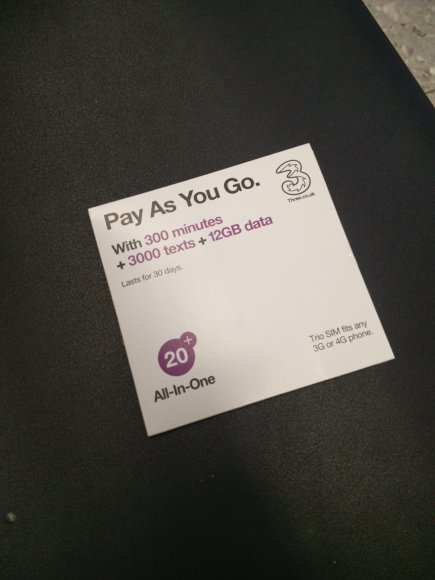 Pay As You Go.
3
Three.co.uk
With 300 minutes
+ 3000 texts + 12GB data
Lasts for 30 days.
20+
All-In-One
Trio SIM fits any
3G or 4G phone.